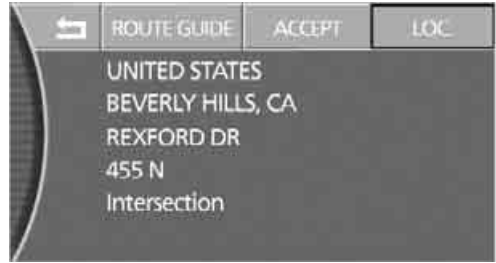 ROUTE GUIDE ACCEPT LOC.
UNITED STATES
BEVERLY HILLS, CA
REXFORD DR
455 N
Intersection